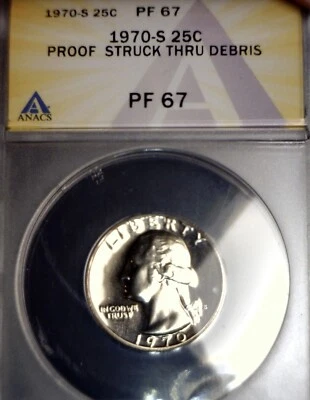 1970-S 25C PF 67
1970-S 25C
PROOF STRUCK THRU DEBRIS
PF 67
ANACS
LIBERTY
IN GOD WE
TRUST
S
1970